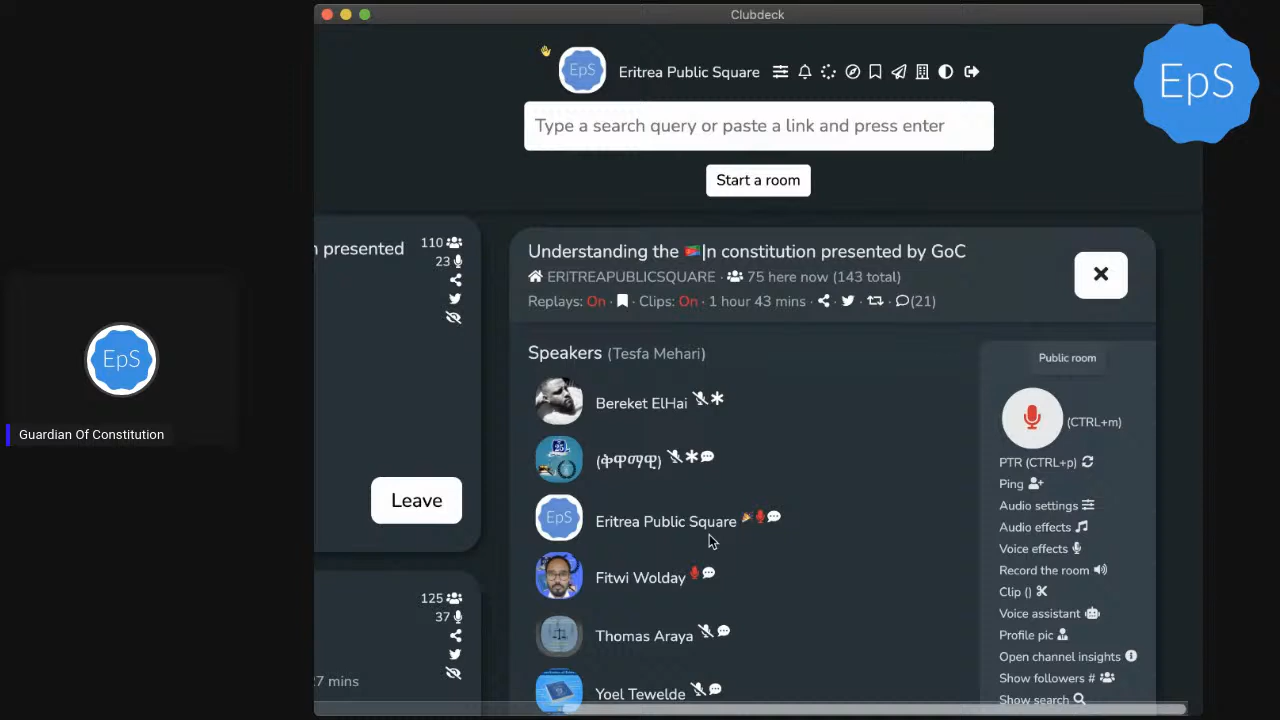 Clubdeck
EpS
Eritrea Public Square
EpS
Type a search query or paste a link and press enter
Start a room
n presented
110
23
Leave
125
37
7 mins
EpS
Guardian Of Constitution
Understanding the 🇪🇷|n constitution presented by GoC
ERITREAPUBLICSQUARE · 75 here now (143 total)
Replays: On · Clips: On · 1 hour 43 mins · (21)
Speakers (Tesfa Mehari)
Bereket ElHai
(ቅዋማዊ)
EpS
Eritrea Public Square
Fitwi Wolday
Thomas Araya
Yoel Tewelde
Public room
(CTRL+m)
PTR (CTRL+p)
Ping
Audio settings
Audio effects
Voice effects
Record the room
Clip ()
Voice assistant
Profile pic
Open channel insights
Show followers #
Show search